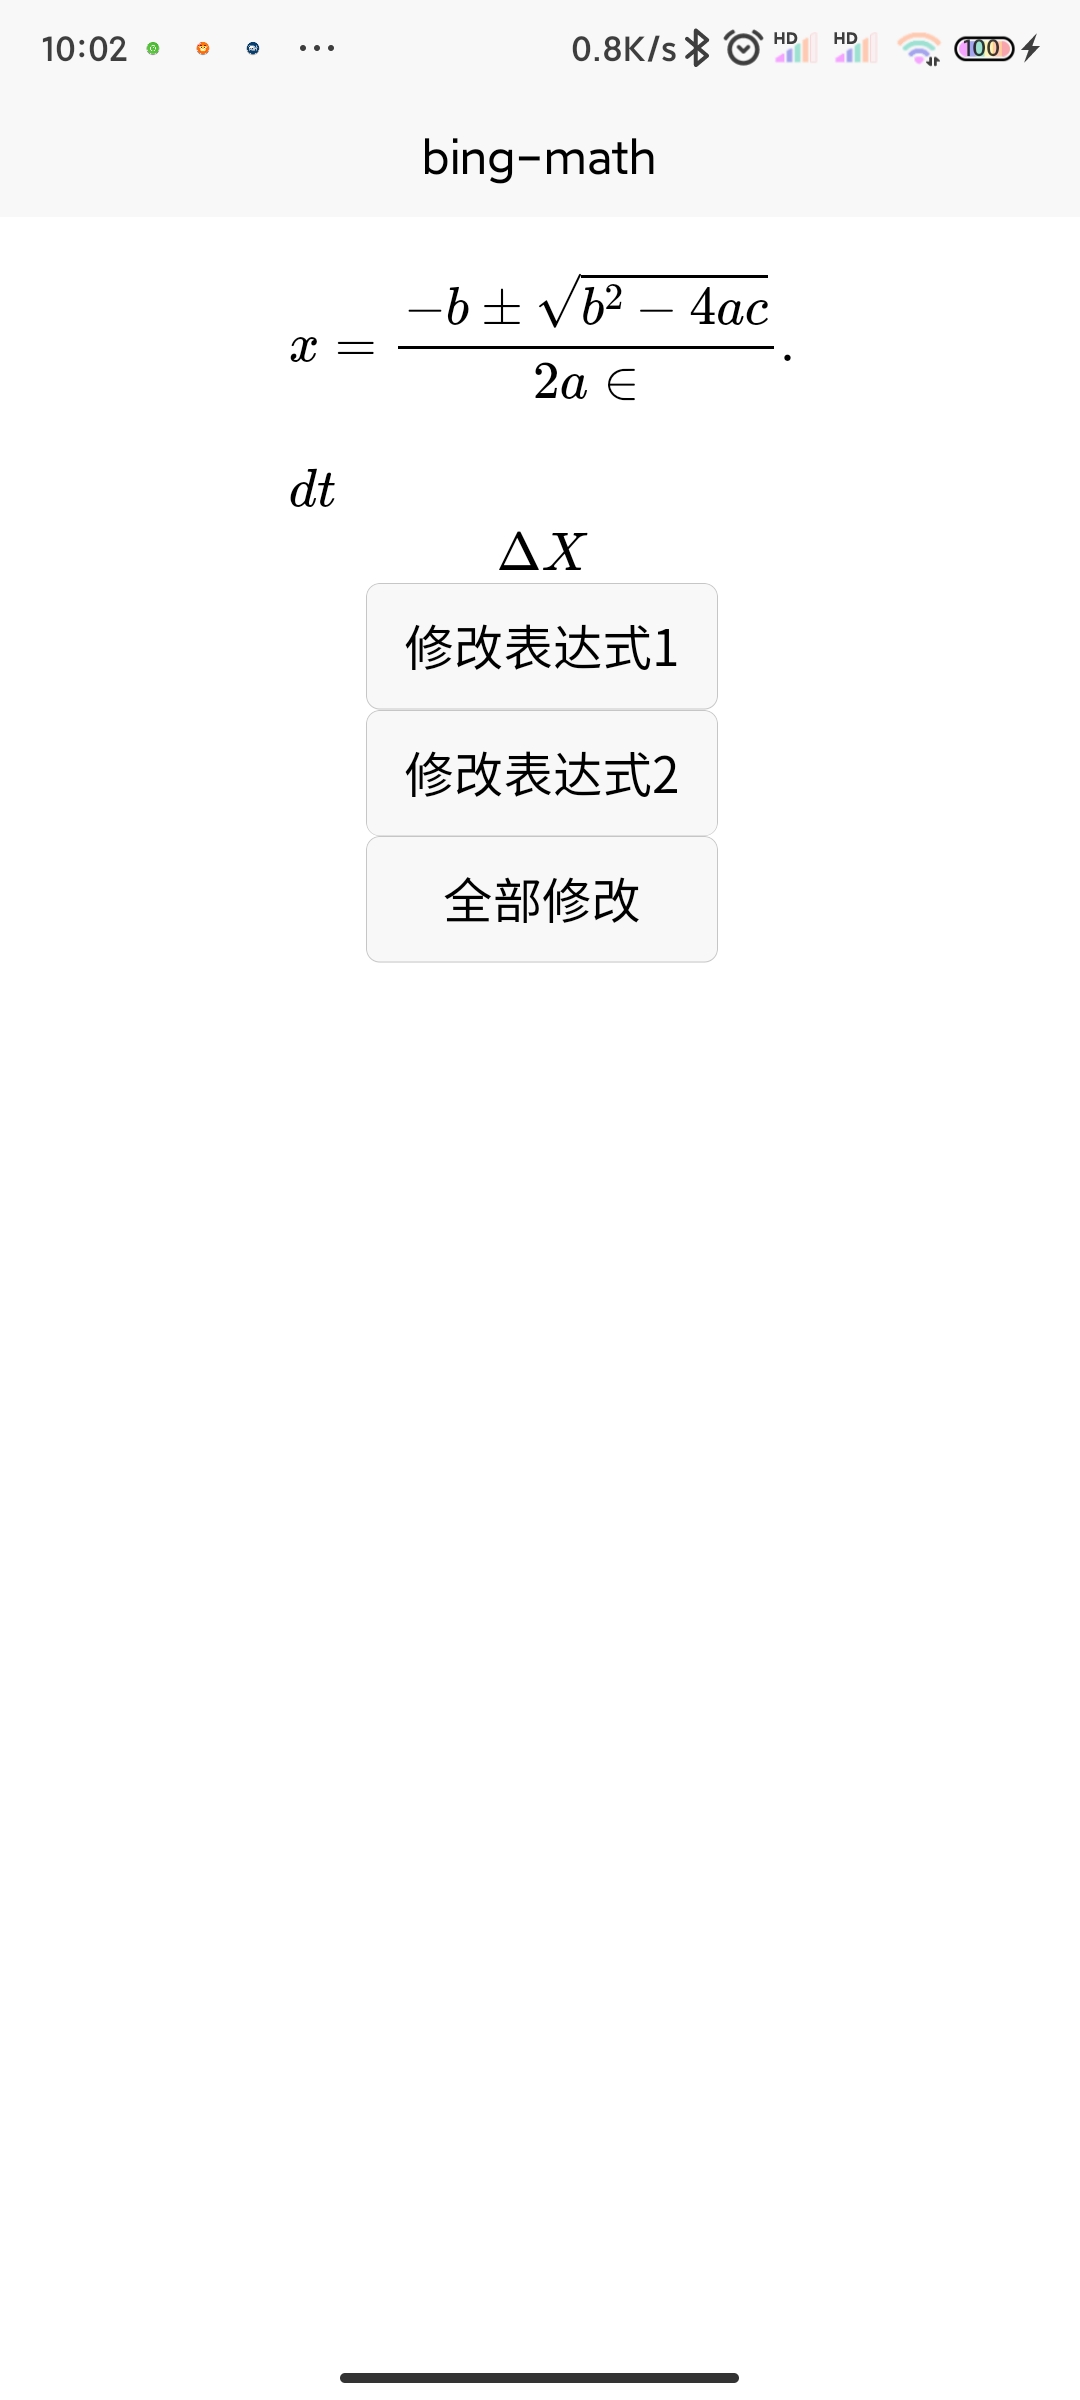 10:02 ... 0.8K/s HD HD 100
bing-math
x = \frac{-b \pm \sqrt{b^2 - 4ac}}{2a \in}.
dt
ΔX
修改表达式1
修改表达式2
全部修改